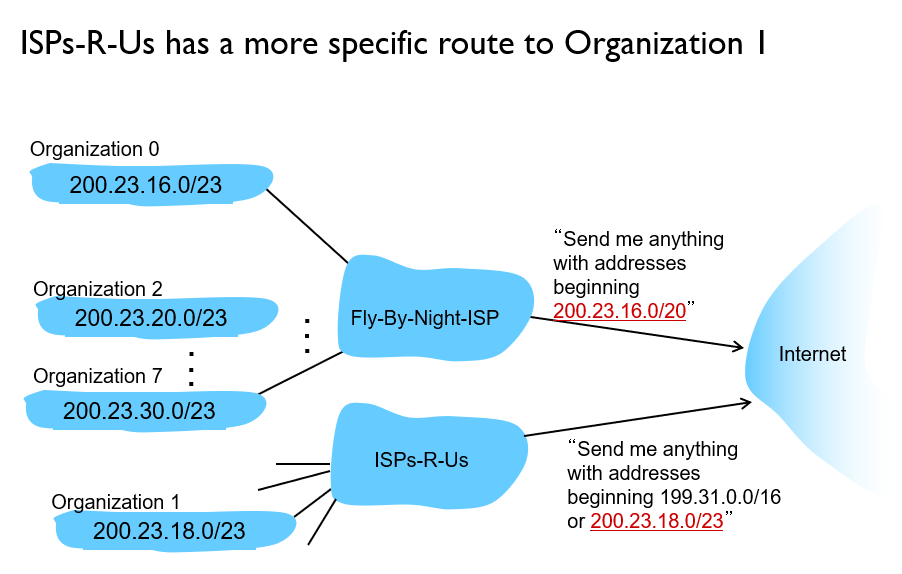 ISPs-R-Us has a more specific route to Organization 1
Organization 0
200.23.16.0/23
Organization 2
200.23.20.0/23
Organization 7
200.23.30.0/23
Organization 1
200.23.18.0/23
Fly-By-Night-ISP
ISPs-R-Us
“Send me anything
with addresses
beginning
200.23.16.0/20”
“Send me anything
with addresses
beginning 199.31.0.0/16
or 200.23.18.0/23”
Internet